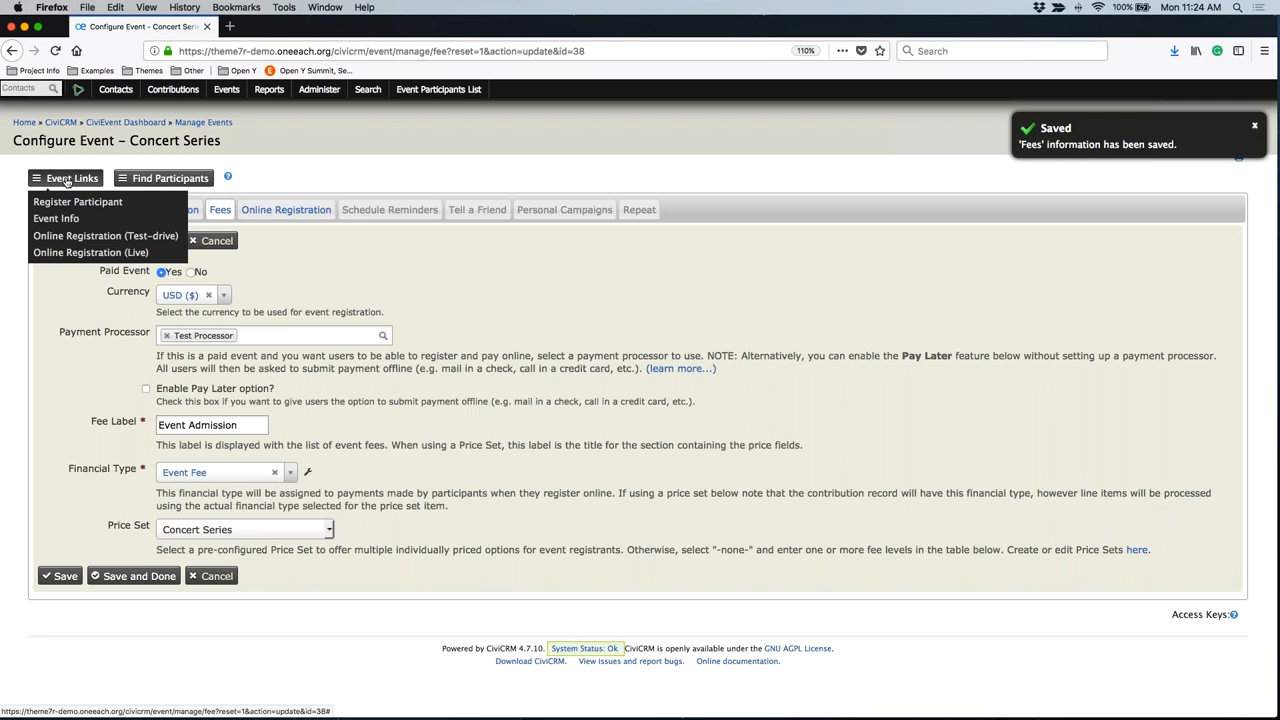 Firefox File Edit View History Bookmarks Tools Window Help 100% Mon 11:24 AM
Configure Event - Concert Serie
https://theme7r-demo.oneeach.org/civicrm/event/manage/fee?reset=1&action=update&id=38 110% Search
Project Info Examples Themes Other Open Y Open Y Summit, Se...
Contacts Contacts Contributions Events Reports Administer Search Event Participants List
Home » CiviCRM » CiviEvent Dashboard » Manage Events
Configure Event - Concert Series
Saved x
'Fees' information has been saved.
Event Links Find Participants ?
Register Participant
Event Info
Online Registration (Test-drive)
Online Registration (Live)
on Fees Online Registration Schedule Reminders Tell a Friend Personal Campaigns Repeat
Cancel
Paid Event Yes No
Currency USD ($)
Select the currency to be used for event registration.
Payment Processor Test Processor
If this is a paid event and you want users to be able to register and pay online, select a payment processor to use. NOTE: Alternatively, you can enable the Pay Later feature below without setting up a payment processor.
All users will then be asked to submit payment offline (e.g. mail in a check, call in a credit card, etc.). (learn more...)
Enable Pay Later option?
Check this box if you want to give users the option to submit payment offline (e.g. mail in a check, call in a credit card, etc.).
Fee Label * Event Admission
This label is displayed with the list of event fees. When using a Price Set, this label is the title for the section containing the price fields.
Financial Type * Event Fee
This financial type will be assigned to payments made by participants when they register online. If using a price set below note that the contribution record will have this financial type, however line items will be processed
using the actual financial type selected for the price set item.
Price Set Concert Series
Select a pre-configured Price Set to offer multiple individually priced options for event registrants. Otherwise, select "-none-" and enter one or more fee levels in the table below. Create or edit Price Sets here.
Save Save and Done Cancel
Access Keys:?
Powered by CiviCRM 4.7.10. System Status: Ok CiviCRM is openly available under the GNU AGPL License.
Download CiviCRM. View issues and report bugs. Online documentation.
https://theme7r-demo.oneeach.org/civicrm/event/manage/fee?reset=1&action=update&id=38#